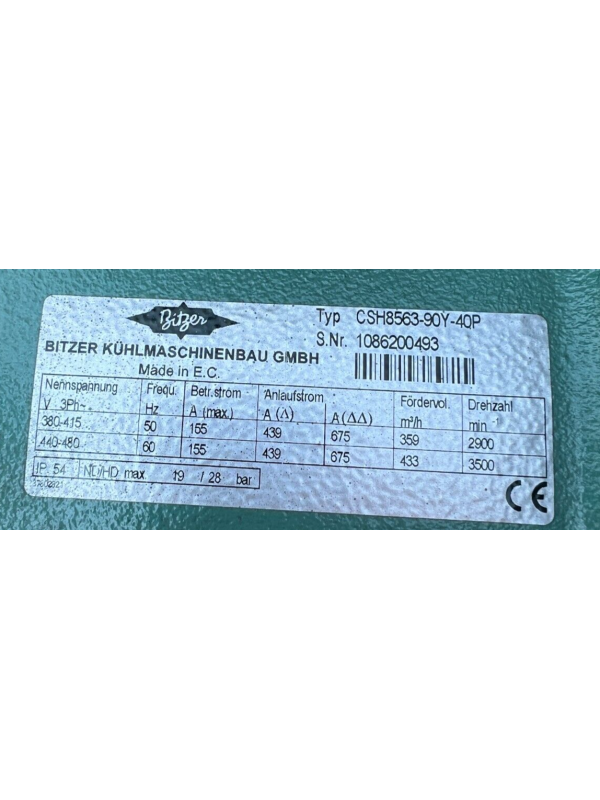 Bitzer
Typ CSH8563-90Y-40P
S.Nr. 1086200493
BITZER KÜHLMASCHINENBAU GMBH
Made in E.C.
Nennspannung Frequ. Betr.strom Anlaufstrom Fördervol. Drehzahl
V 3Ph~ Hz A (max.) A (Δ) A (ΔΔ) m³/h min⁻¹
380-415 50 155 439 675 359 2900
440-480 60 155 439 675 433 3500
IP 54 ND/HD max. 19 / 28 bar
CE